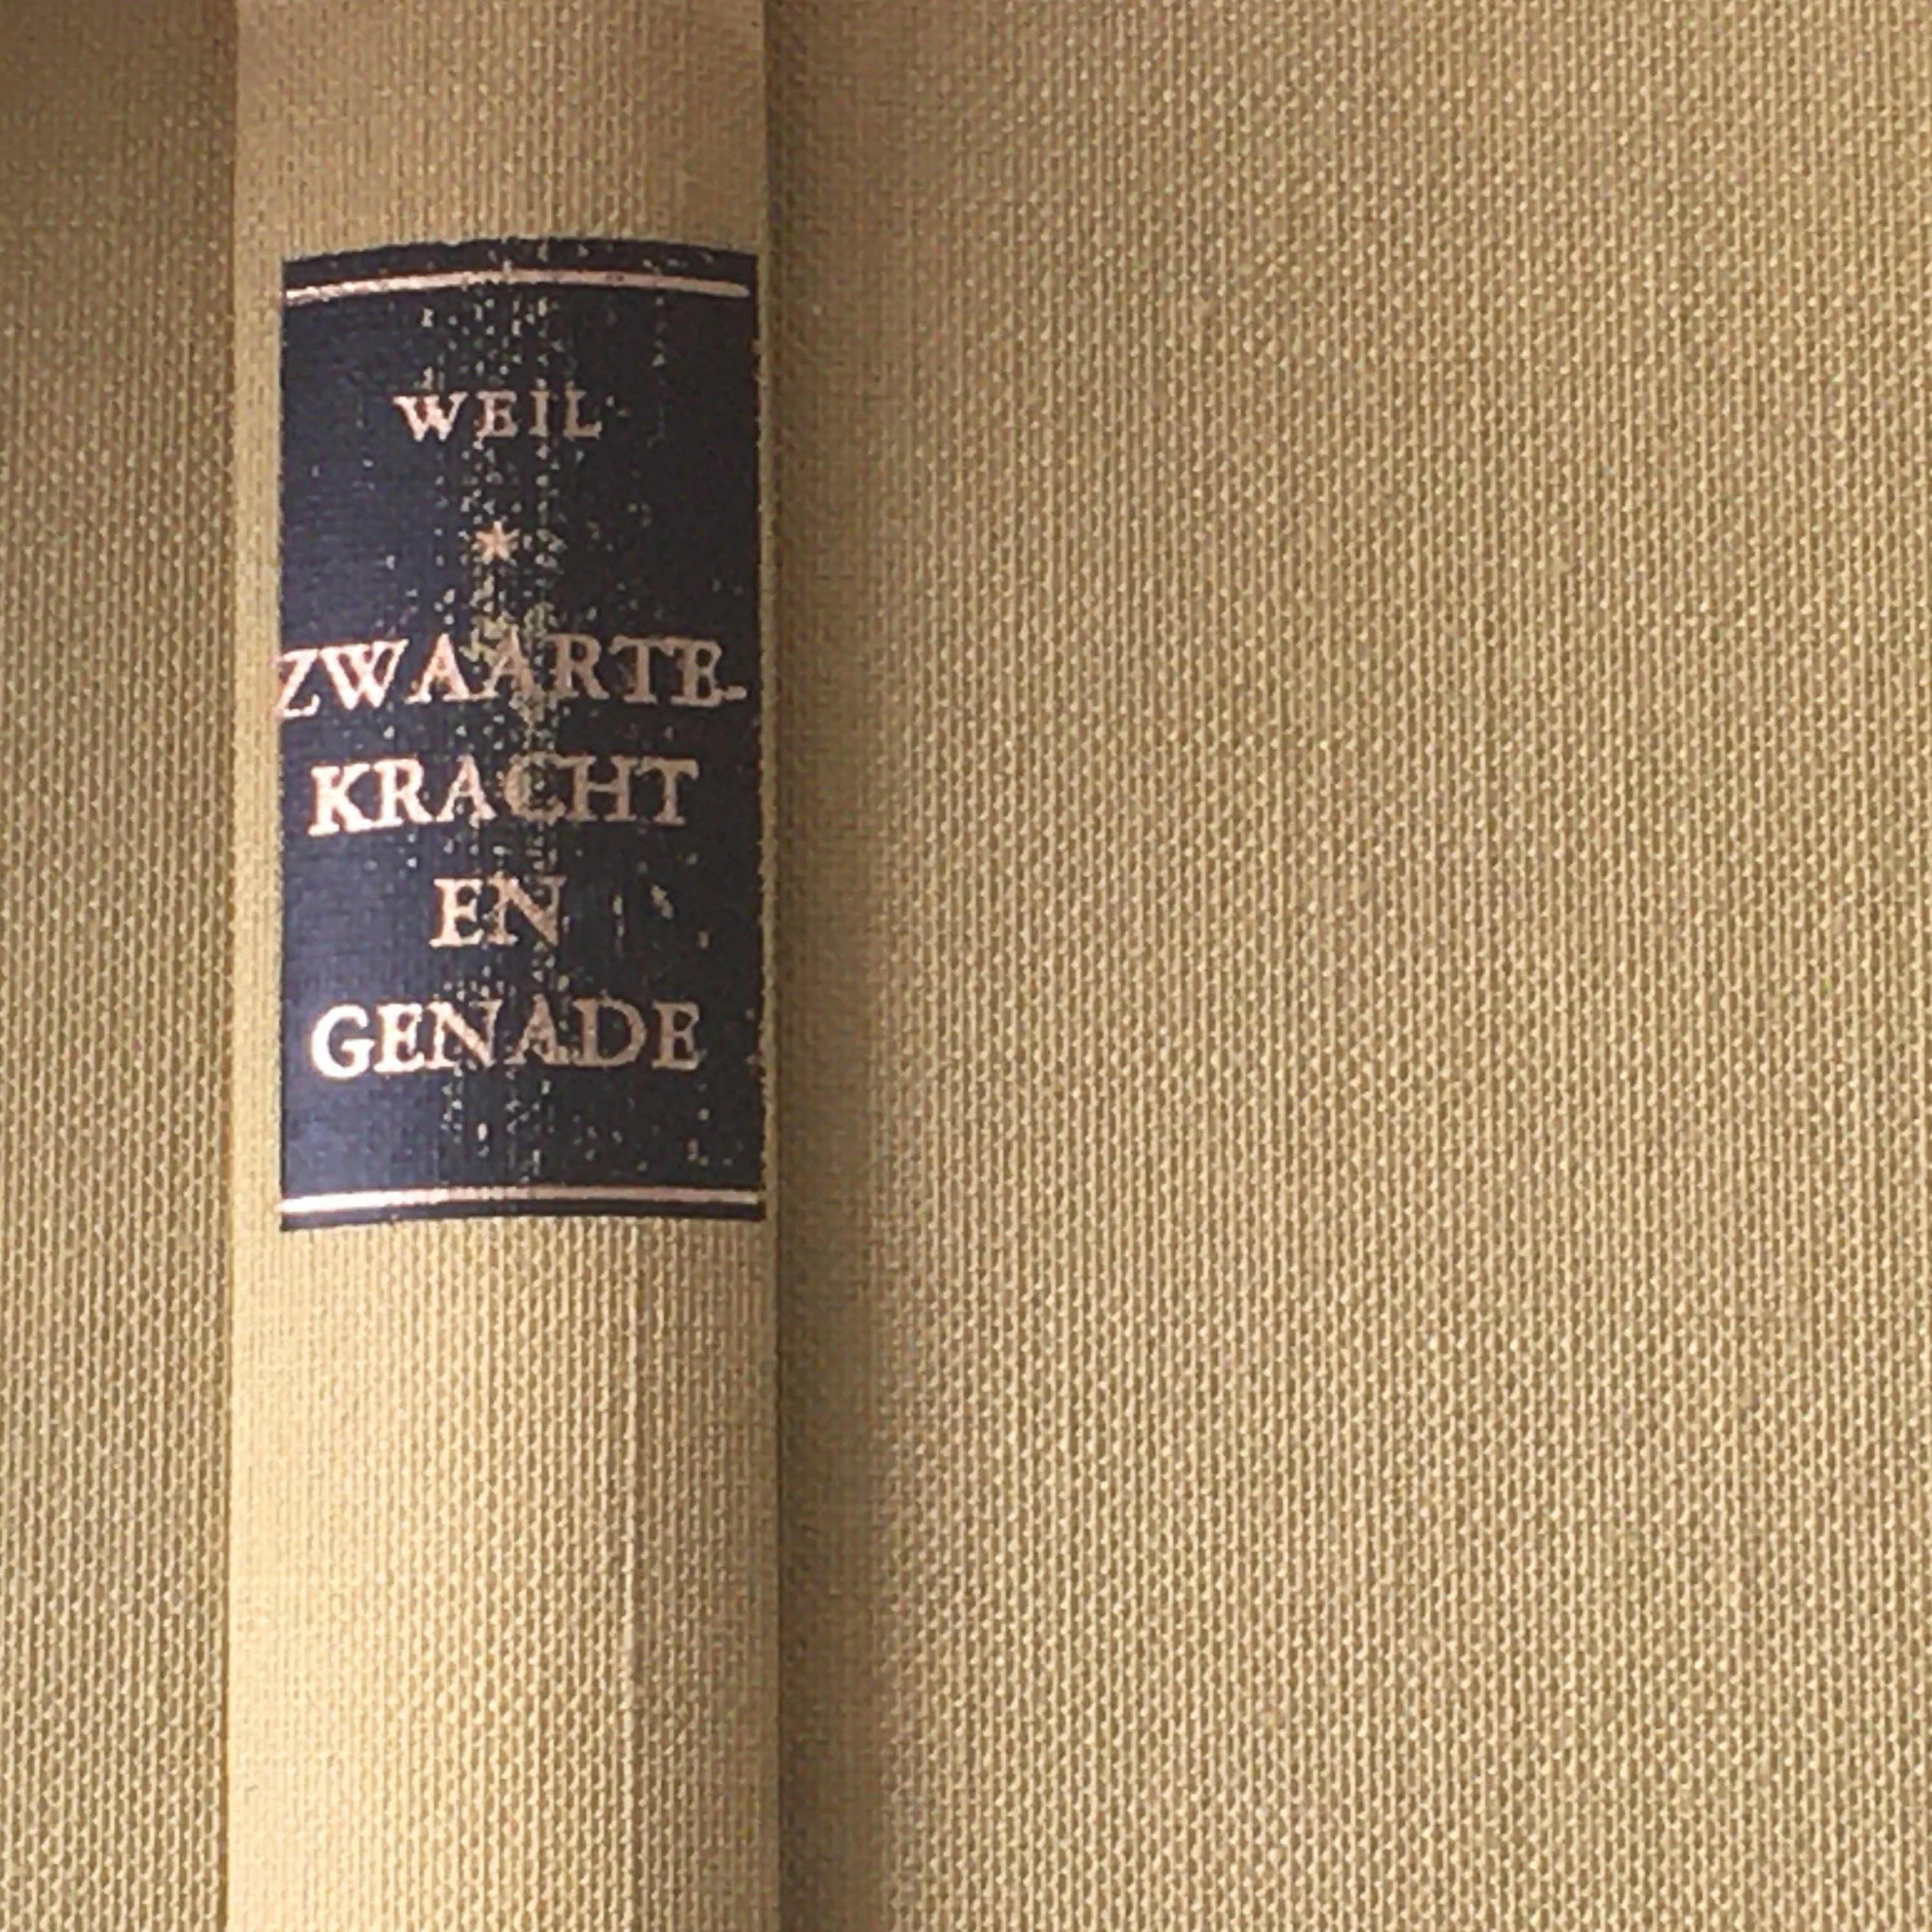 WEIL
ZWAARTE-
KRACHT
EN
GENADE